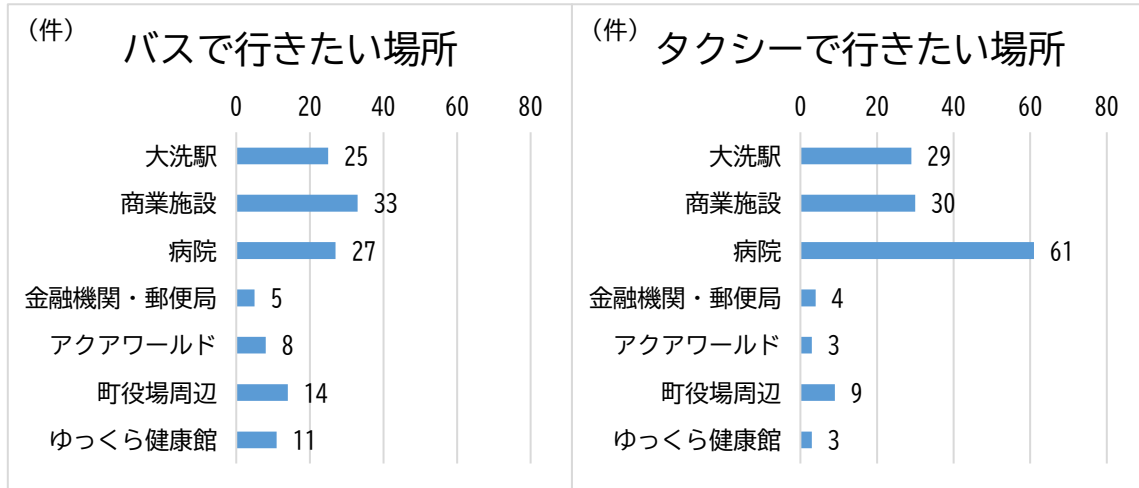 (件)
バスで行きたい場所
0 20 40 60 80
大洗駅 25
商業施設 33
病院 27
金融機関・郵便局 5
アクアワールド 8
町役場周辺 14
ゆっくら健康館 11
(件)
タクシーで行きたい場所
0 20 40 60 80
大洗駅 29
商業施設 30
病院 61
金融機関・郵便局 4
アクアワールド 3
町役場周辺 9
ゆっくら健康館 3